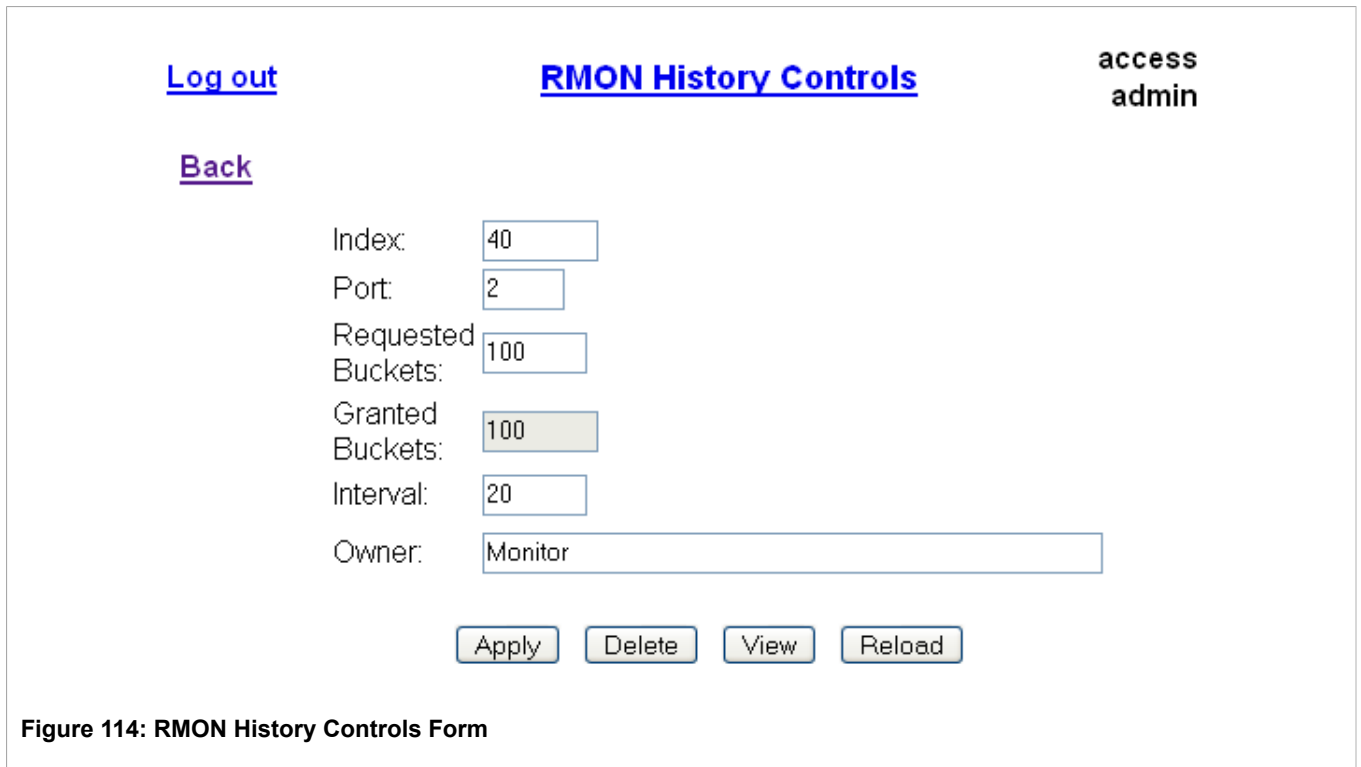 Log out
RMON History Controls
access
admin
Back
Index: 40
Port: 2
Requested
Buckets: 100
Granted
Buckets: 100
Interval: 20
Owner: Monitor
Apply Delete View Reload
Figure 114: RMON History Controls Form